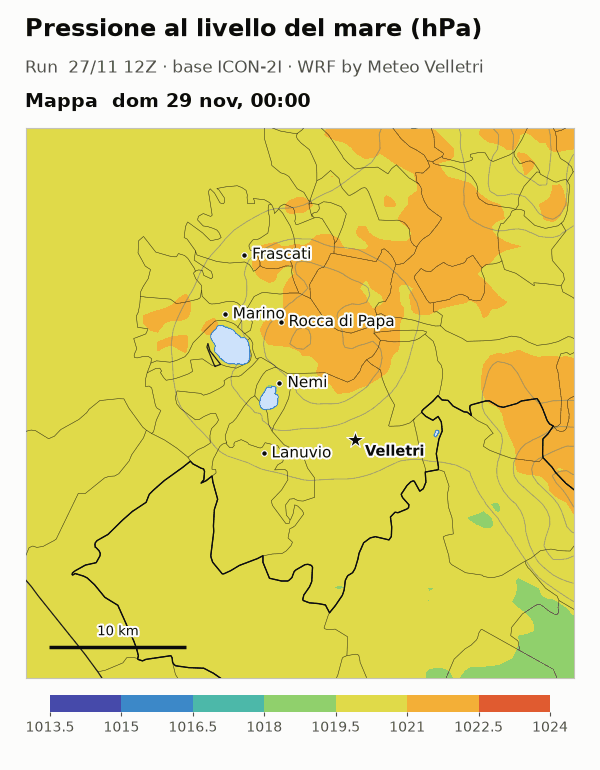 Pressione al livello del mare (hPa)
Run  27/11 12Z · base ICON-2I · WRF by Meteo Velletri
Mappa  dom 29 nov, 00:00
Frascati
Marino
Rocca di Papa
Nemi
Velletri
Lanuvio
10 km
1013.5 1015 1016.5 1018 1019.5 1021 1022.5 1024